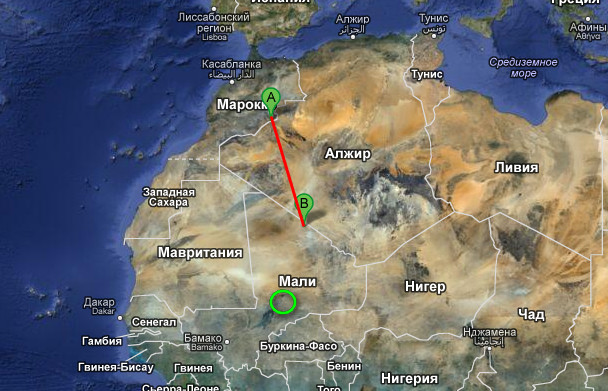 Испания
Греция
Лиссабонский
регион
Lisboa
Алжир
الجزائر
Тунис
تونس
Афины
Αθήνα
Касабланка
الدار البيضاء
Средиземное
море
Тунис
A
Марокко
Алжир
Ливия
Западная
Сахара
B
Мавритания
Мали
Нигер
Чад
Дакар
Dakar
Сенегал
Гамбия
Бамако
Bamako
Буркина-Фасо
Нджамена
إنجامينا
Гвинея-Бисау
Гвинея
Бенин
Того
Нигерия
Сьерра-Леоне